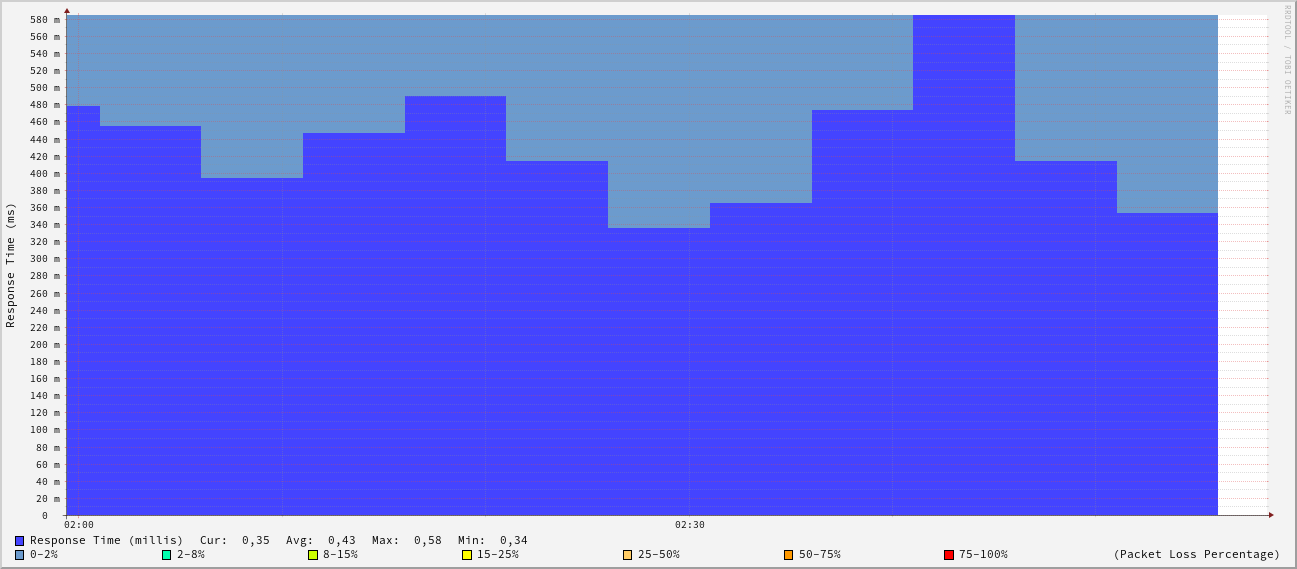 RRDTOOL / TOBI OETIKER
Response Time (ms)
580 m
560 m
540 m
520 m
500 m
480 m
460 m
440 m
420 m
400 m
380 m
360 m
340 m
320 m
300 m
280 m
260 m
240 m
220 m
200 m
180 m
160 m
140 m
120 m
100 m
80 m
60 m
40 m
20 m
0
02:00 02:30
Response Time (millis) Cur: 0,35 Avg: 0,43 Max: 0,58 Min: 0,34
0-2% 2-8% 8-15% 15-25% 25-50% 50-75% 75-100% (Packet Loss Percentage)